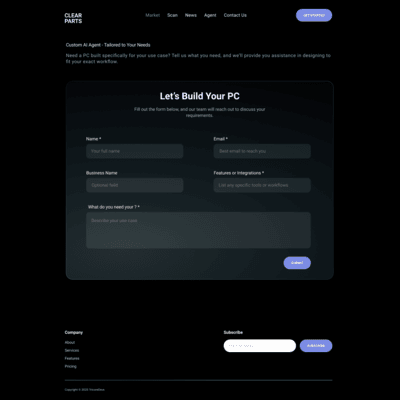 CLEAR
PARTS
Market Scan News Agent Contact Us
GET STARTED
Custom AI Agent - Tailored to Your Needs
Need a PC built specifically for your use case? Tell us what you need, and we'll provide you assistance in designing to
fit your exact workflow.
Let's Build Your PC
Fill out the form below, and our team will reach out to discuss your
requirements.
Name * Email *
Your full name Best email to reach you
Business Name Features or Integrations *
Optional field List any specific tools or workflows
What do you need your ? *
Describe your use case
Submit
Company Subscribe
About
Subscribe
Services
Features
Pricing